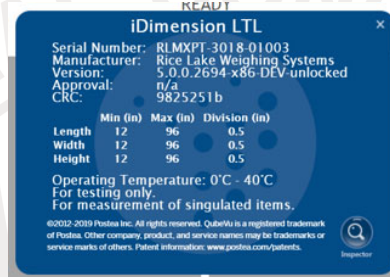 READY
iDimension LTL
×
Serial Number: RLMXPT-3018-01003
Manufacturer: Rice Lake Weighing Systems
Version: 5.0.0.2694-x86-DEV-unlocked
Approval: n/a
CRC: 9825251b
Min (in) Max (in) Division (in)
Length 12 96 0.5
Width 12 96 0.5
Height 12 96 0.5
Operating Temperature: 0°C - 40°C
For testing only.
For measurement of singulated items.
©2012-2019 Postea Inc. All rights reserved. QubeVu is a registered trademark
of Postea. Other company, product, and service names may be trademarks or
service marks of others. Patent information: www.postea.com/patents.
Inspector